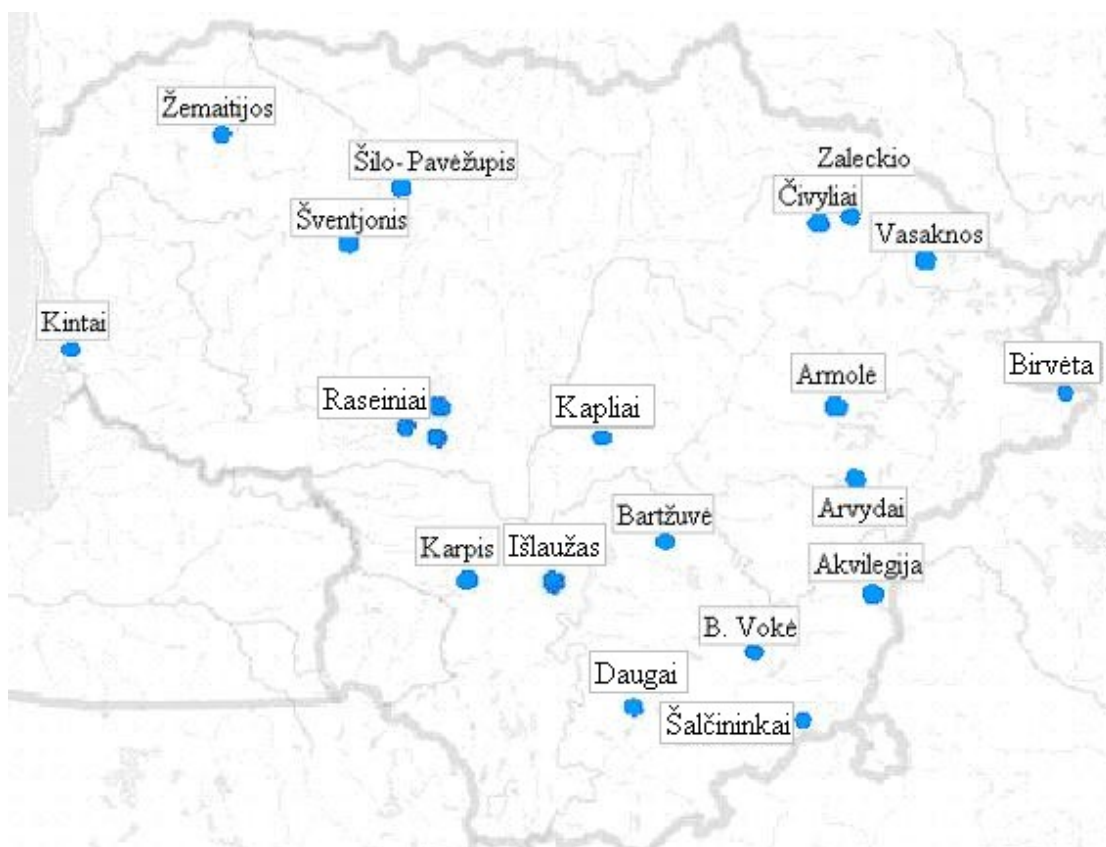 Žemaitijos
Šilo-Pavėžupis
Zaleckio
Čivyliai
Šventjonis
Vasaknos
Kintai
Birvėta
Armolė
Raseiniai
Kapliai
Arvydai
Bartžuvė
Karpis
Išlaužas
Akvilegija
B. Vokė
Daugai
Šalčininkai